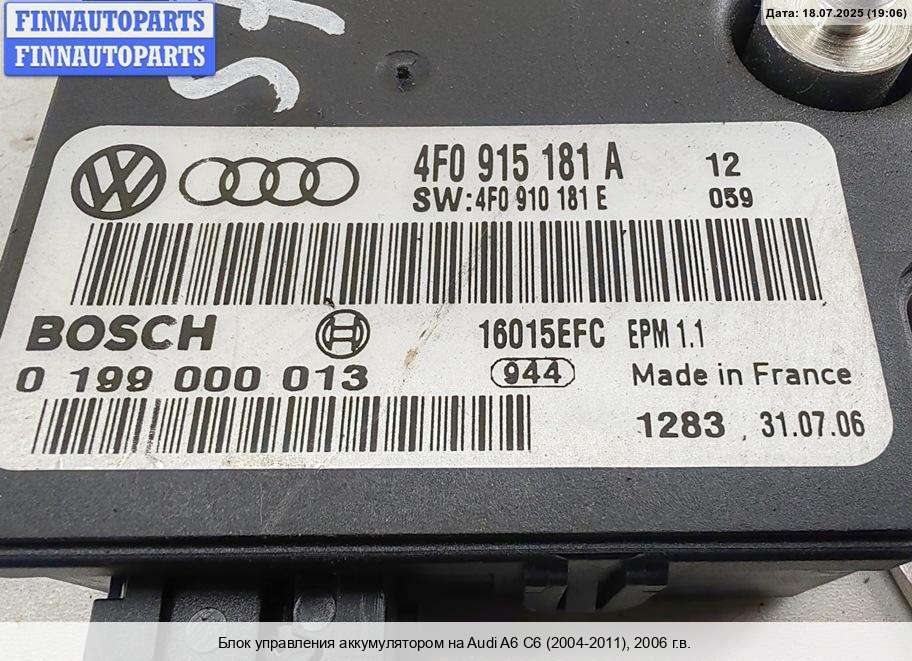 FINNAUTOPARTS
FINNAUTOPARTS
Дата: 18.07.2025 (19:06)
4F0 915 181 A 12
SW:4F0 910 181 E 059
BOSCH 16015EFC EPM 1.1
0 199 000 013 944 Made in France
1283 31.07.06
Блок управления аккумулятором на Audi A6 C6 (2004-2011), 2006 г.в.